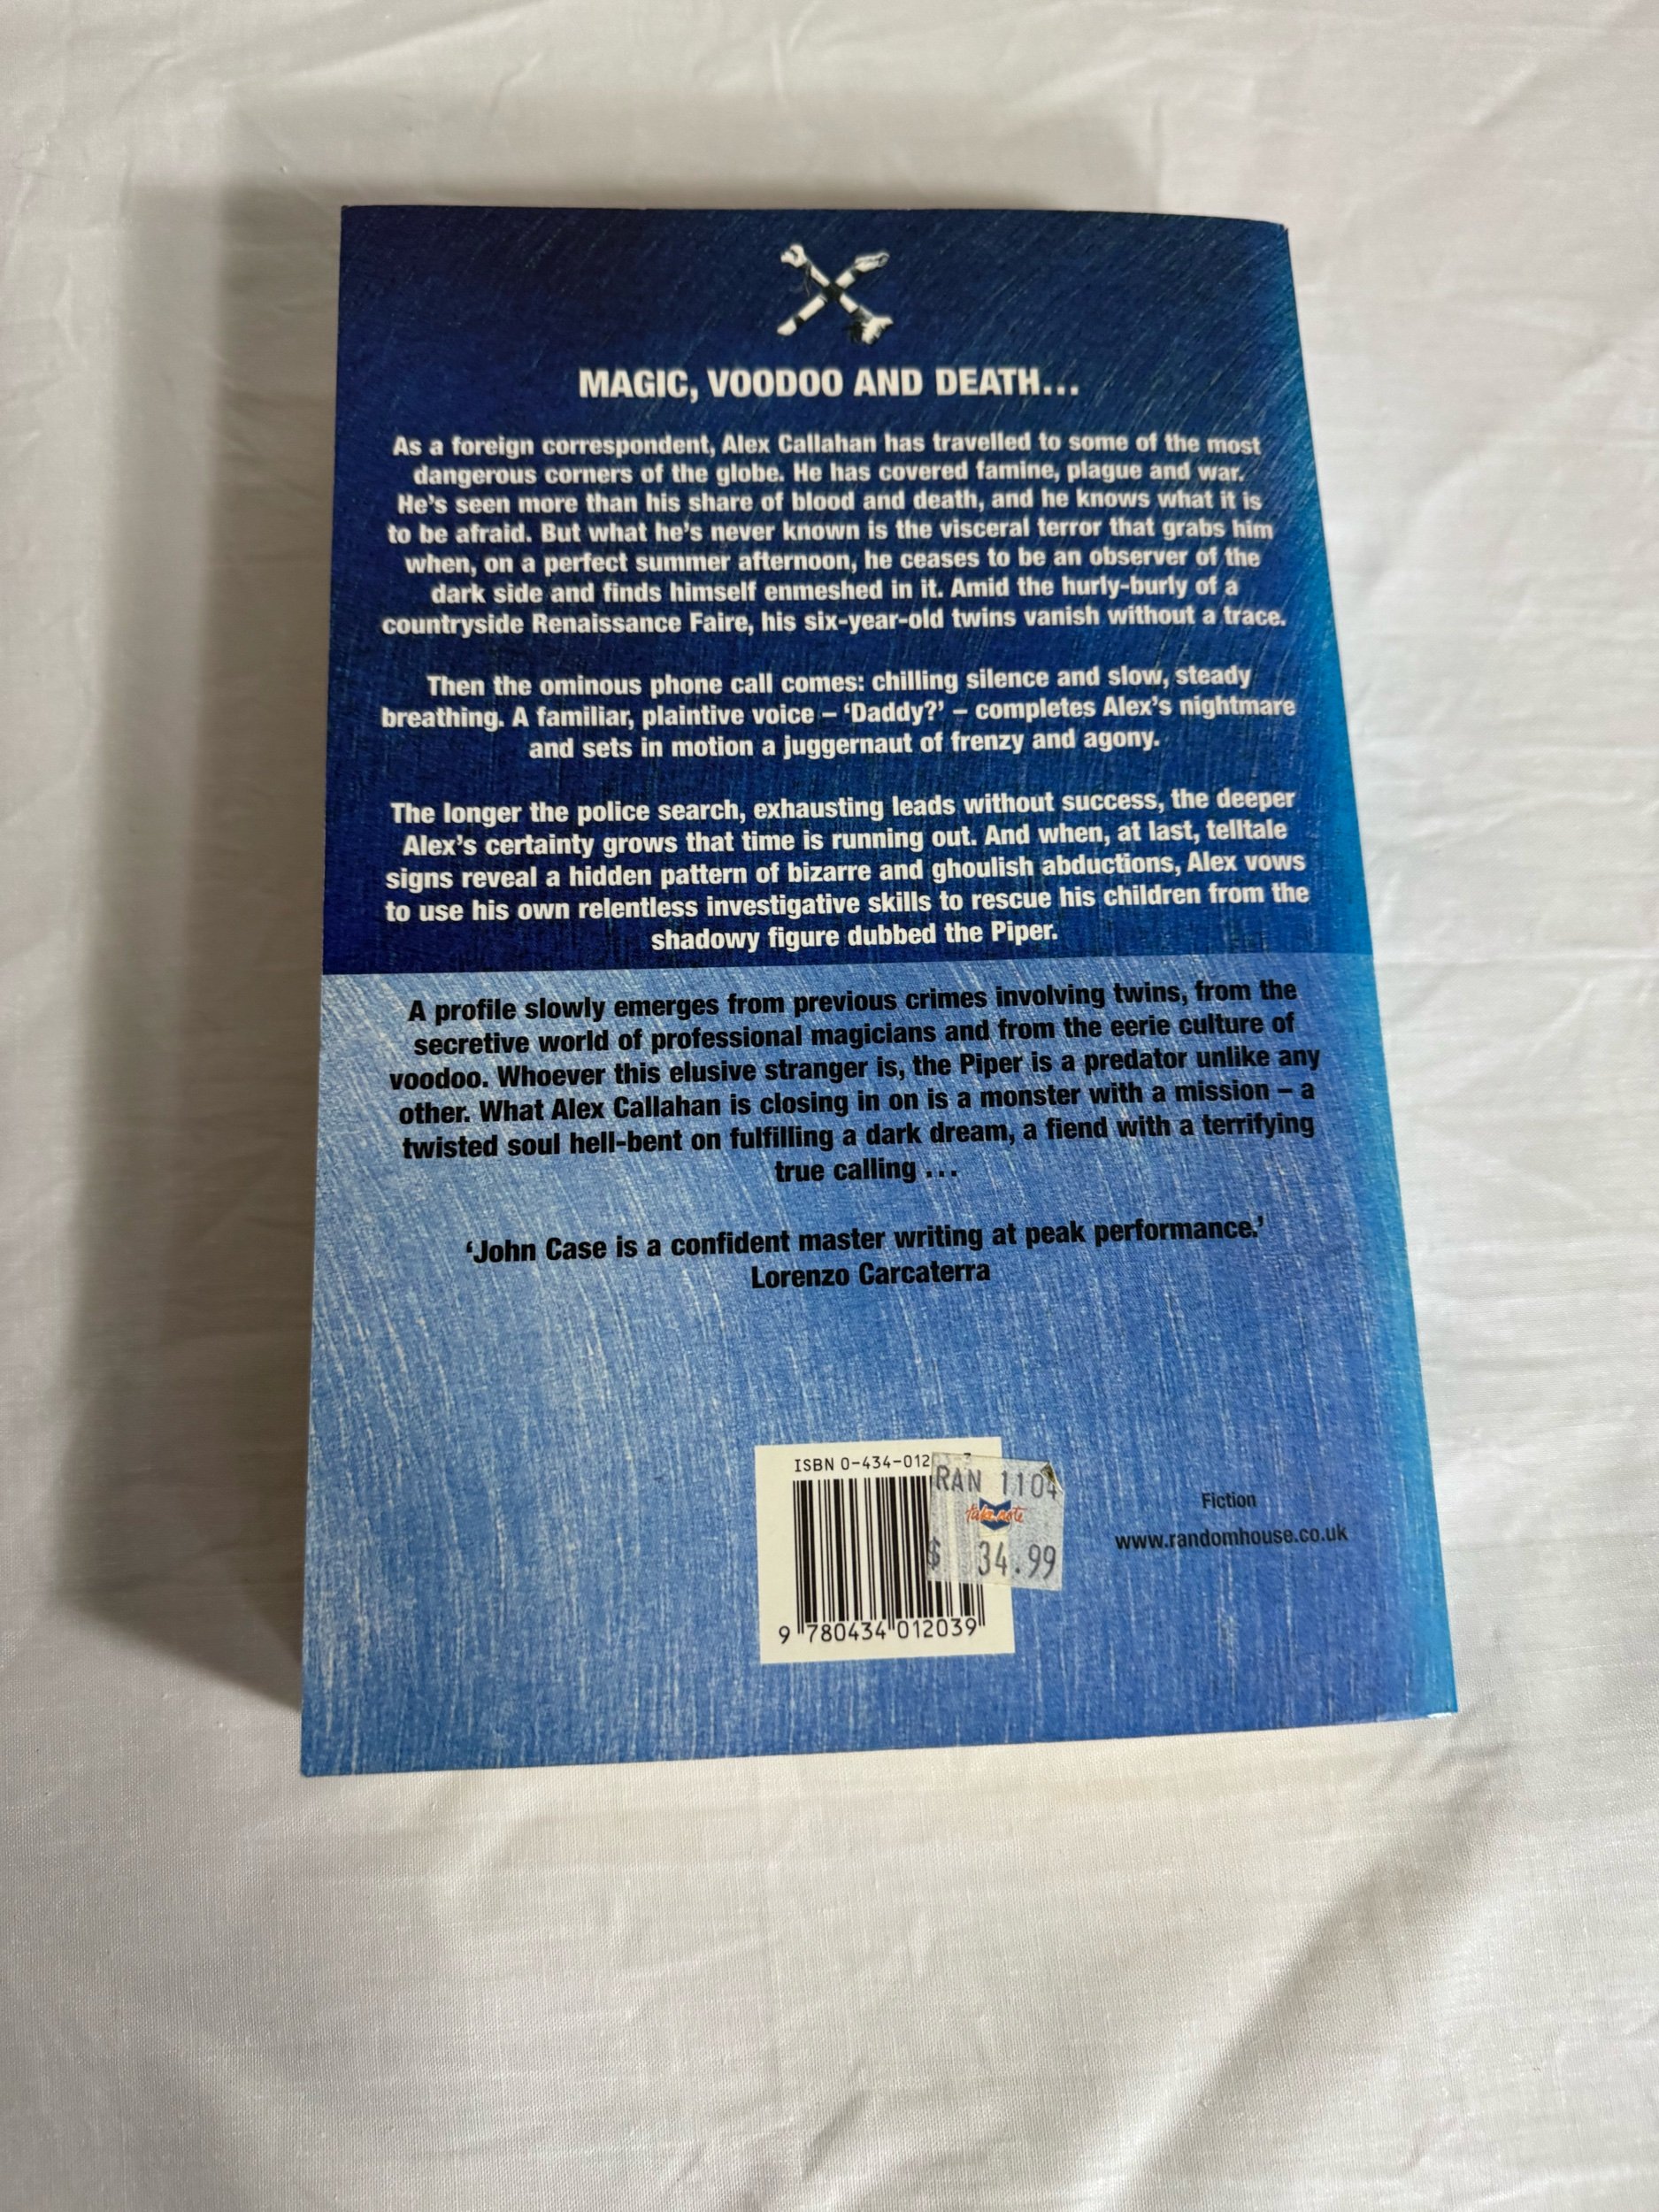 MAGIC, VOODOO AND DEATH...
As a foreign correspondent, Alex Callahan has travelled to some of the most
dangerous corners of the globe. He has covered famine, plague and war.
He's seen more than his share of blood and death, and he knows what it is
to be afraid. But what he's never known is the visceral terror that grabs him
when, on a perfect summer afternoon, he ceases to be an observer of the
dark side and finds himself enmeshed in it. Amid the hurly-burly of a
countryside Renaissance Faire, his six-year-old twins vanish without a trace.
Then the ominous phone call comes: chilling silence and slow, steady
breathing. A familiar, plaintive voice – 'Daddy?' – completes Alex's nightmare
and sets in motion a juggernaut of frenzy and agony.
The longer the police search, exhausting leads without success, the deeper
Alex's certainty grows that time is running out. And when, at last, telltale
signs reveal a hidden pattern of bizarre and ghoulish abductions, Alex vows
to use his own relentless investigative skills to rescue his children from the
shadowy figure dubbed the Piper.
A profile slowly emerges from previous crimes involving twins, from the
secretive world of professional magicians and from the eerie culture of
voodoo. Whoever this elusive stranger is, the Piper is a predator unlike any
other. What Alex Callahan is closing in on is a monster with a mission – a
twisted soul hell-bent on fulfilling a dark dream, a fiend with a terrifying
true calling ...
'John Case is a confident master writing at peak performance.'
Lorenzo Carcaterra
ISBN 0-434-012
RAN 1104
take note
$ 34.99
9 780434 012039
Fiction
www.randomhouse.co.uk